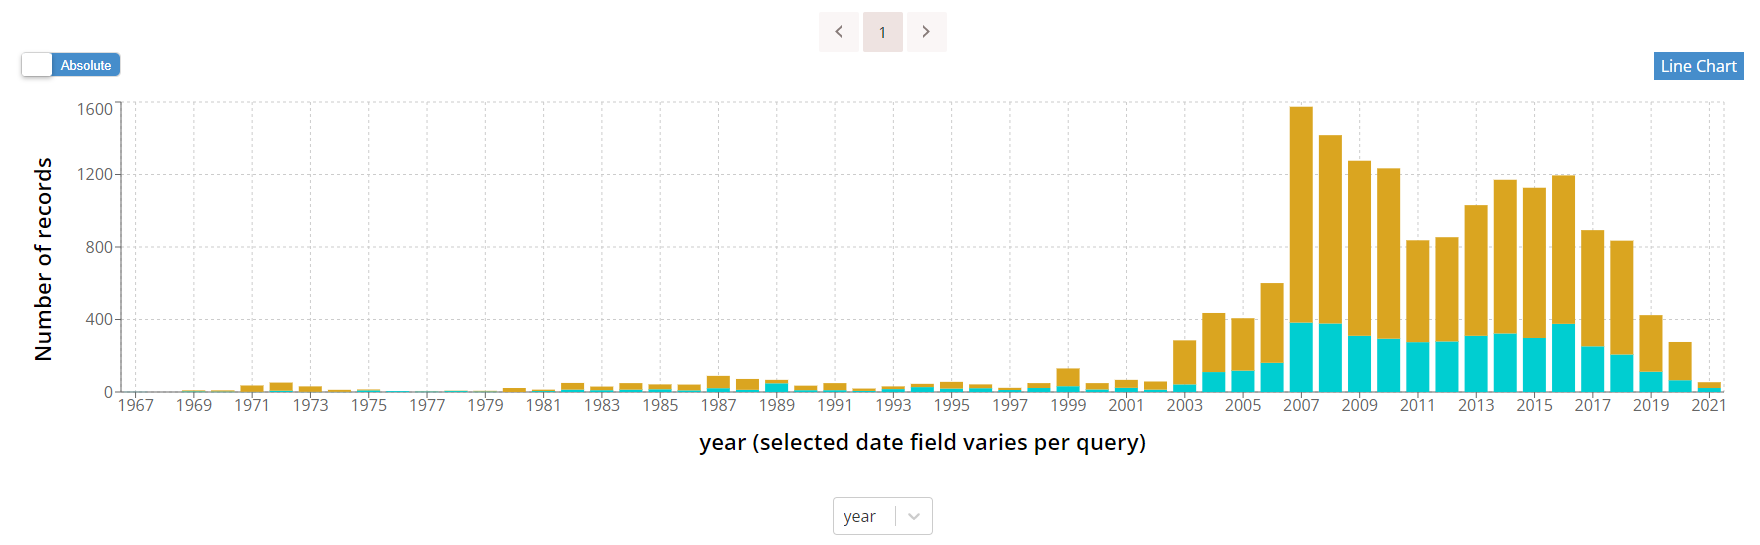 1
Absolute
Line Chart
Number of records
1600
1200
800
400
0
1967 1969 1971 1973 1975 1977 1979 1981 1983 1985 1987 1989 1991 1993 1995 1997 1999 2001 2003 2005 2007 2009 2011 2013 2015 2017 2019 2021
year (selected date field varies per query)
year